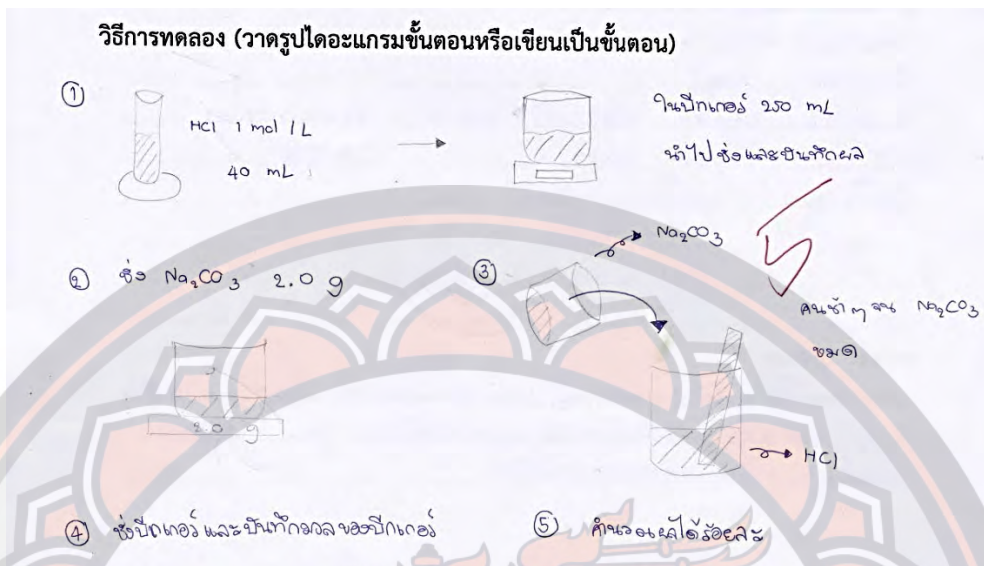 วิธีการทดลอง (วาดรูปไดอะแกรมขั้นตอนหรือเขียนเป็นขั้นตอน)
① HCl 1 mol / L
40 mL
ในบีกเกอร์ 250 mL
นำไปชั่งและบันทึกผล
② ชั่ง Na₂CO₃ 2.0 g
2.0 g
③ Na₂CO₃
5
คนช้าๆ จน Na₂CO₃
หมด
HCl
④ ชั่งบีกเกอร์ และบันทึกมวลของบีกเกอร์
⑤ คำนวณผลได้ร้อยละ